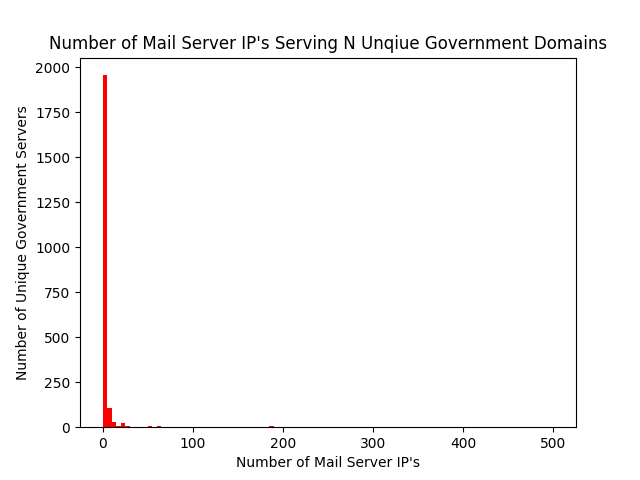 Number of Mail Server IP's Serving N Unqiue Government Domains
2000
1750
1500
1250
1000
750
500
250
0
Number of Unique Government Servers
0 100 200 300 400 500
Number of Mail Server IP's